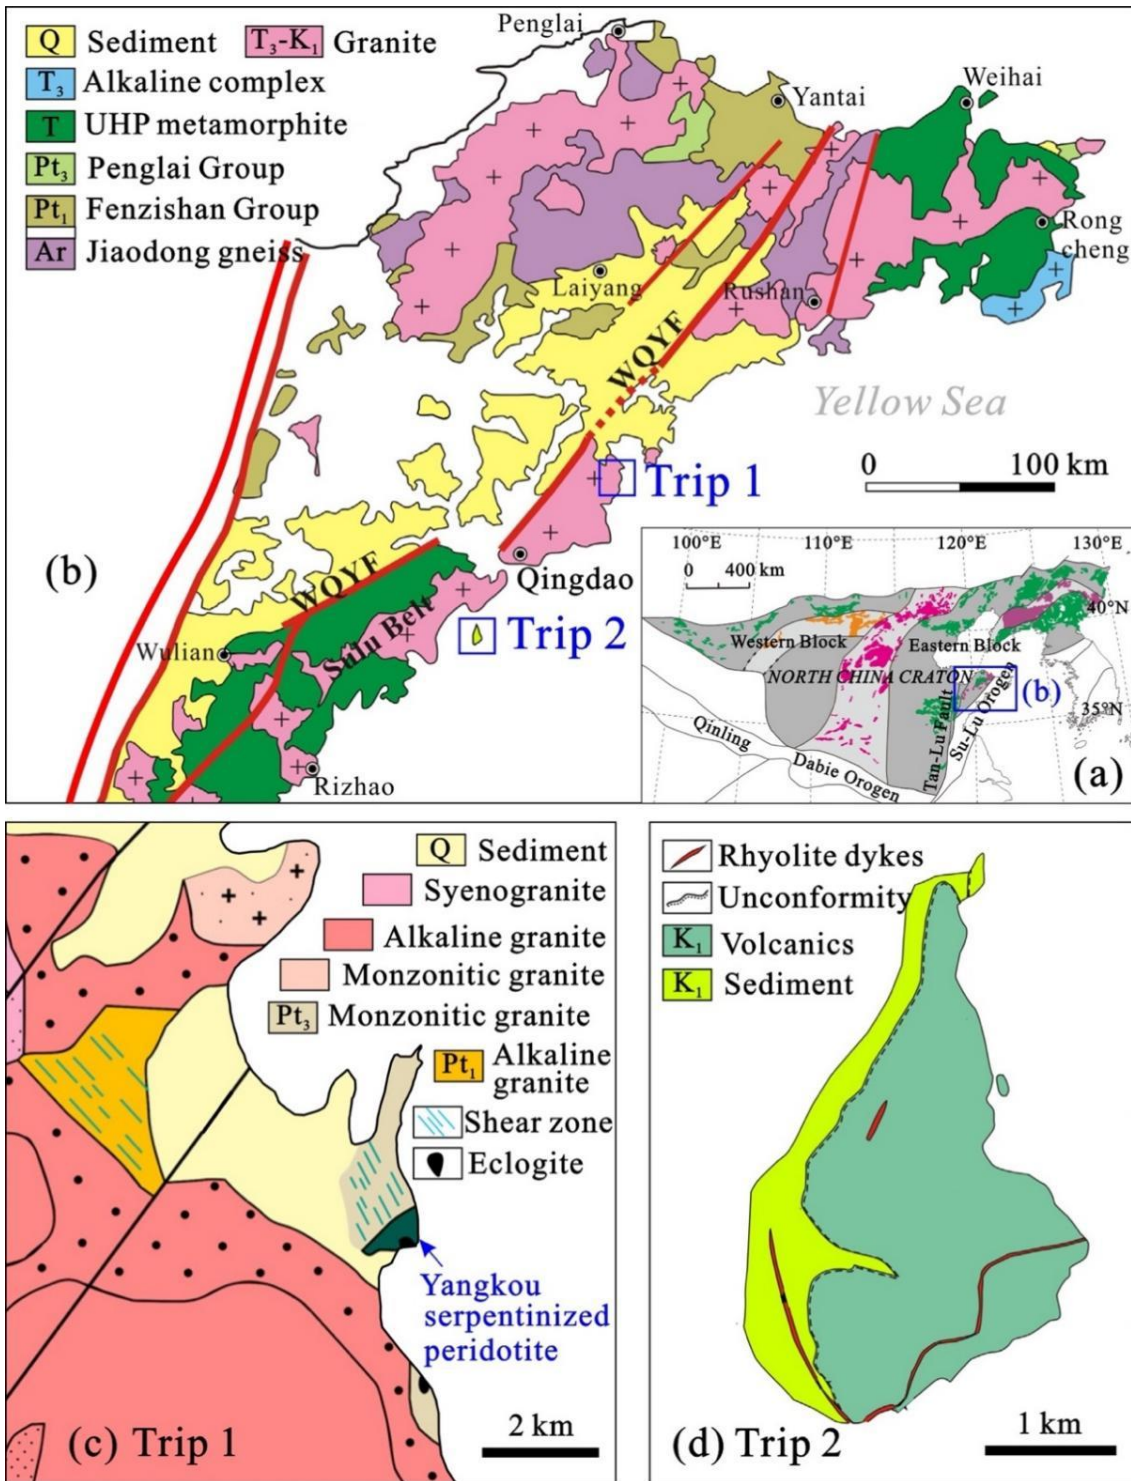 Q Sediment
T₃-K₁ Granite
T₃ Alkaline complex
T UHP metamorphite
Pt₃ Penglai Group
Pt₁ Fenzishan Group
Ar Jiaodong gneiss
Penglai
Yantai
Weihai
Rong
cheng
Laiyang
Rushan
WQYF
Yellow Sea
0 100 km
Trip 1
(b)
Qingdao
WQYF
Sulu Belt
Trip 2
Wulian
Rizhao
100°E 110°E 120°E 130°E
0 400 km
40°N
Western Block
Eastern Block
NORTH CHINA CRATON
(b)
35°N
Tan-Lu Fault
Su-Lu Orogen
Qinling
Dabie Orogen
(a)
Q Sediment
Syenogranite
Alkaline granite
Monzonitic granite
Pt₃ Monzonitic granite
Pt₁ Alkaline
granite
Shear zone
Eclogite
Yangkou
serpentinized
peridotite
(c) Trip 1
2 km
Rhyolite dykes
Unconformity
K₁ Volcanics
K₁ Sediment
(d) Trip 2
1 km